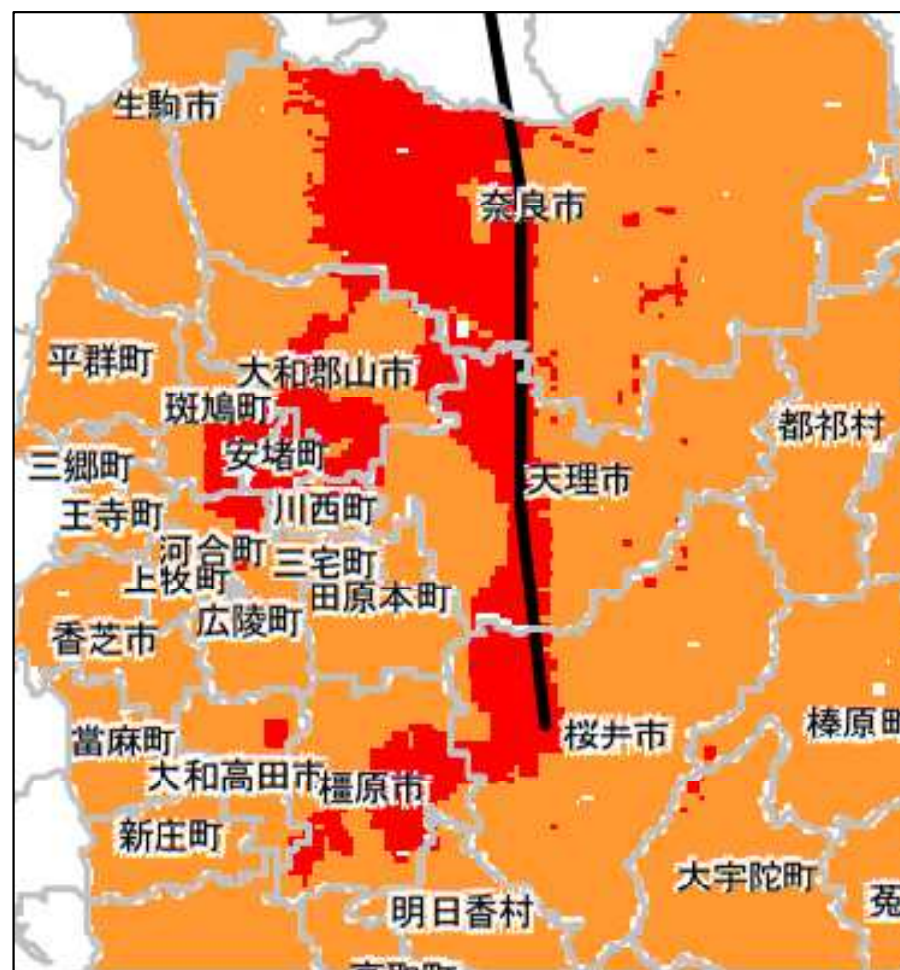 生駒市
奈良市
平群町
大和郡山市
斑鳩町
都祁村
安堵町
三郷町
天理市
王寺町
川西町
河合町
三宅町
上牧町
田原本町
広陵町
香芝市
當麻町
桜井市
榛原町
大和高田市
橿原市
新庄町
大宇陀町
明日香村
菟
高取町